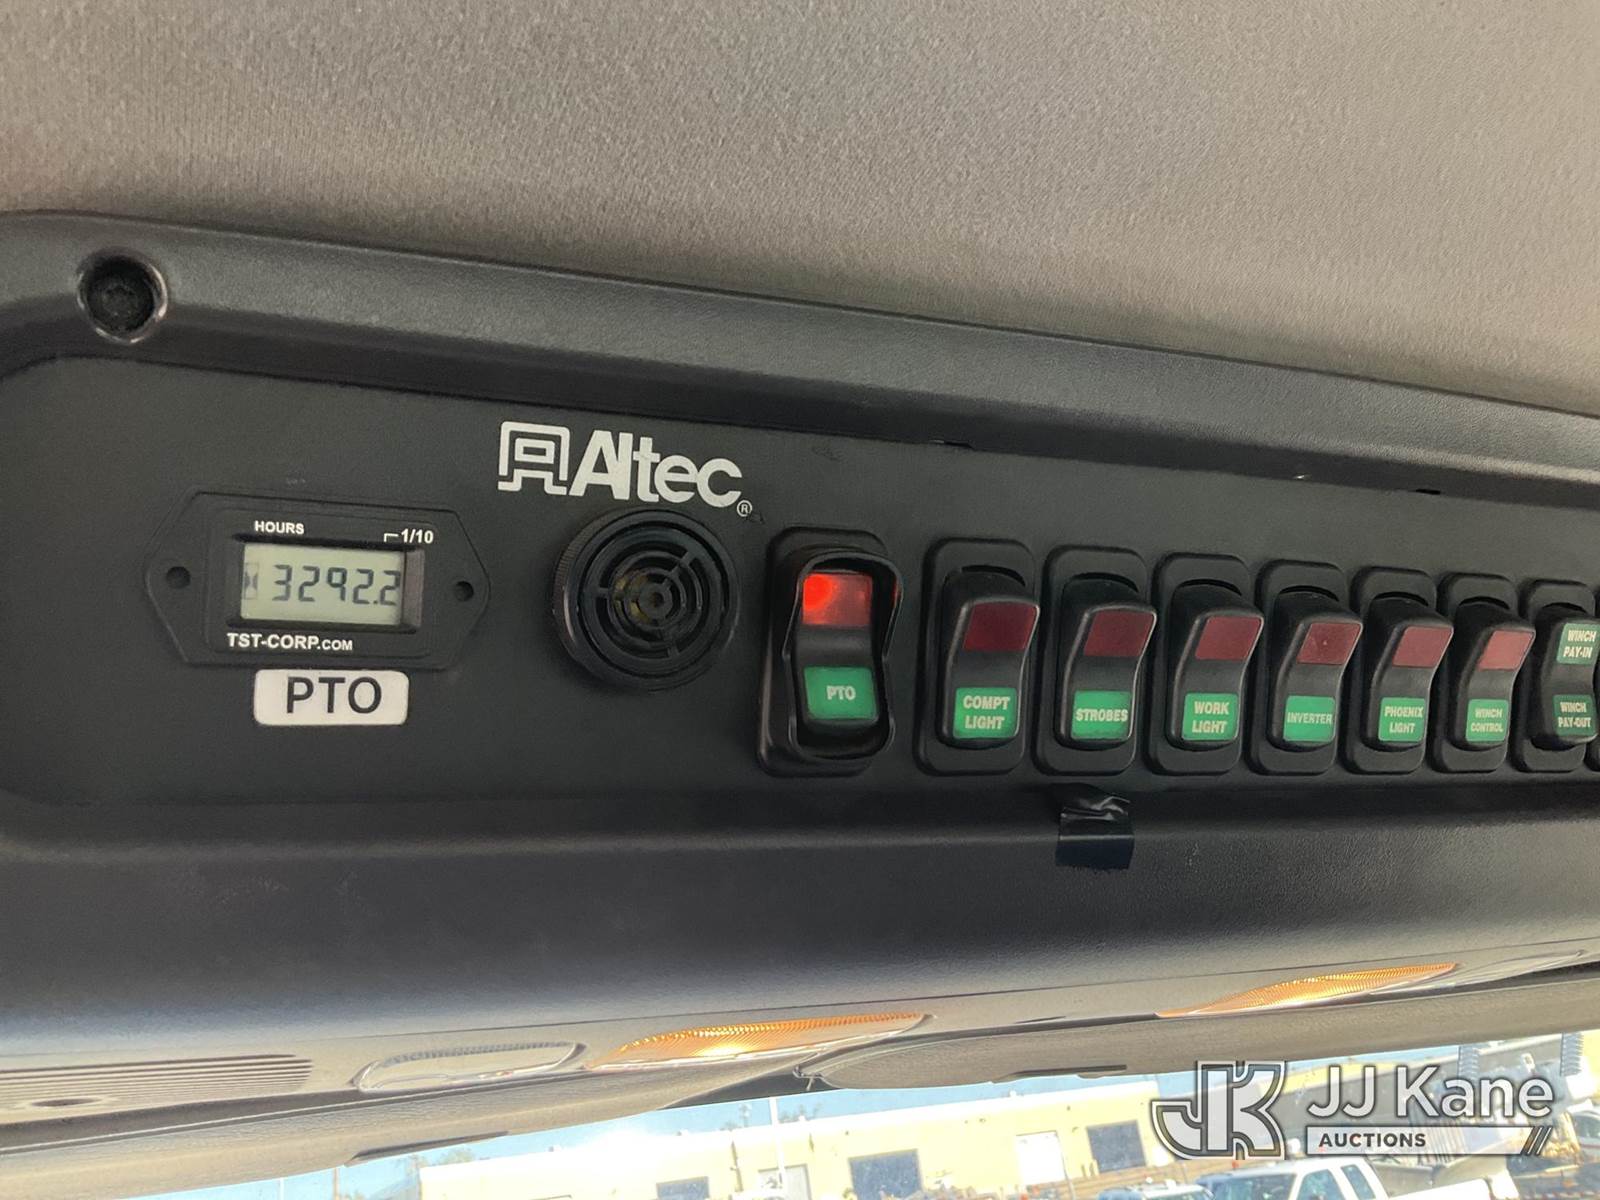 Altec®
HOURS
1/10
3292.2
TST-CORP.COM
PTO
PTO
COMPT
LIGHT
STROBES
WORK
LIGHT
INVERTER
PHOENIX
LIGHT
WINCH
CONTROL
WINCH
PAY-IN
WINCH
PAY-OUT
JK JJ Kane
AUCTIONS